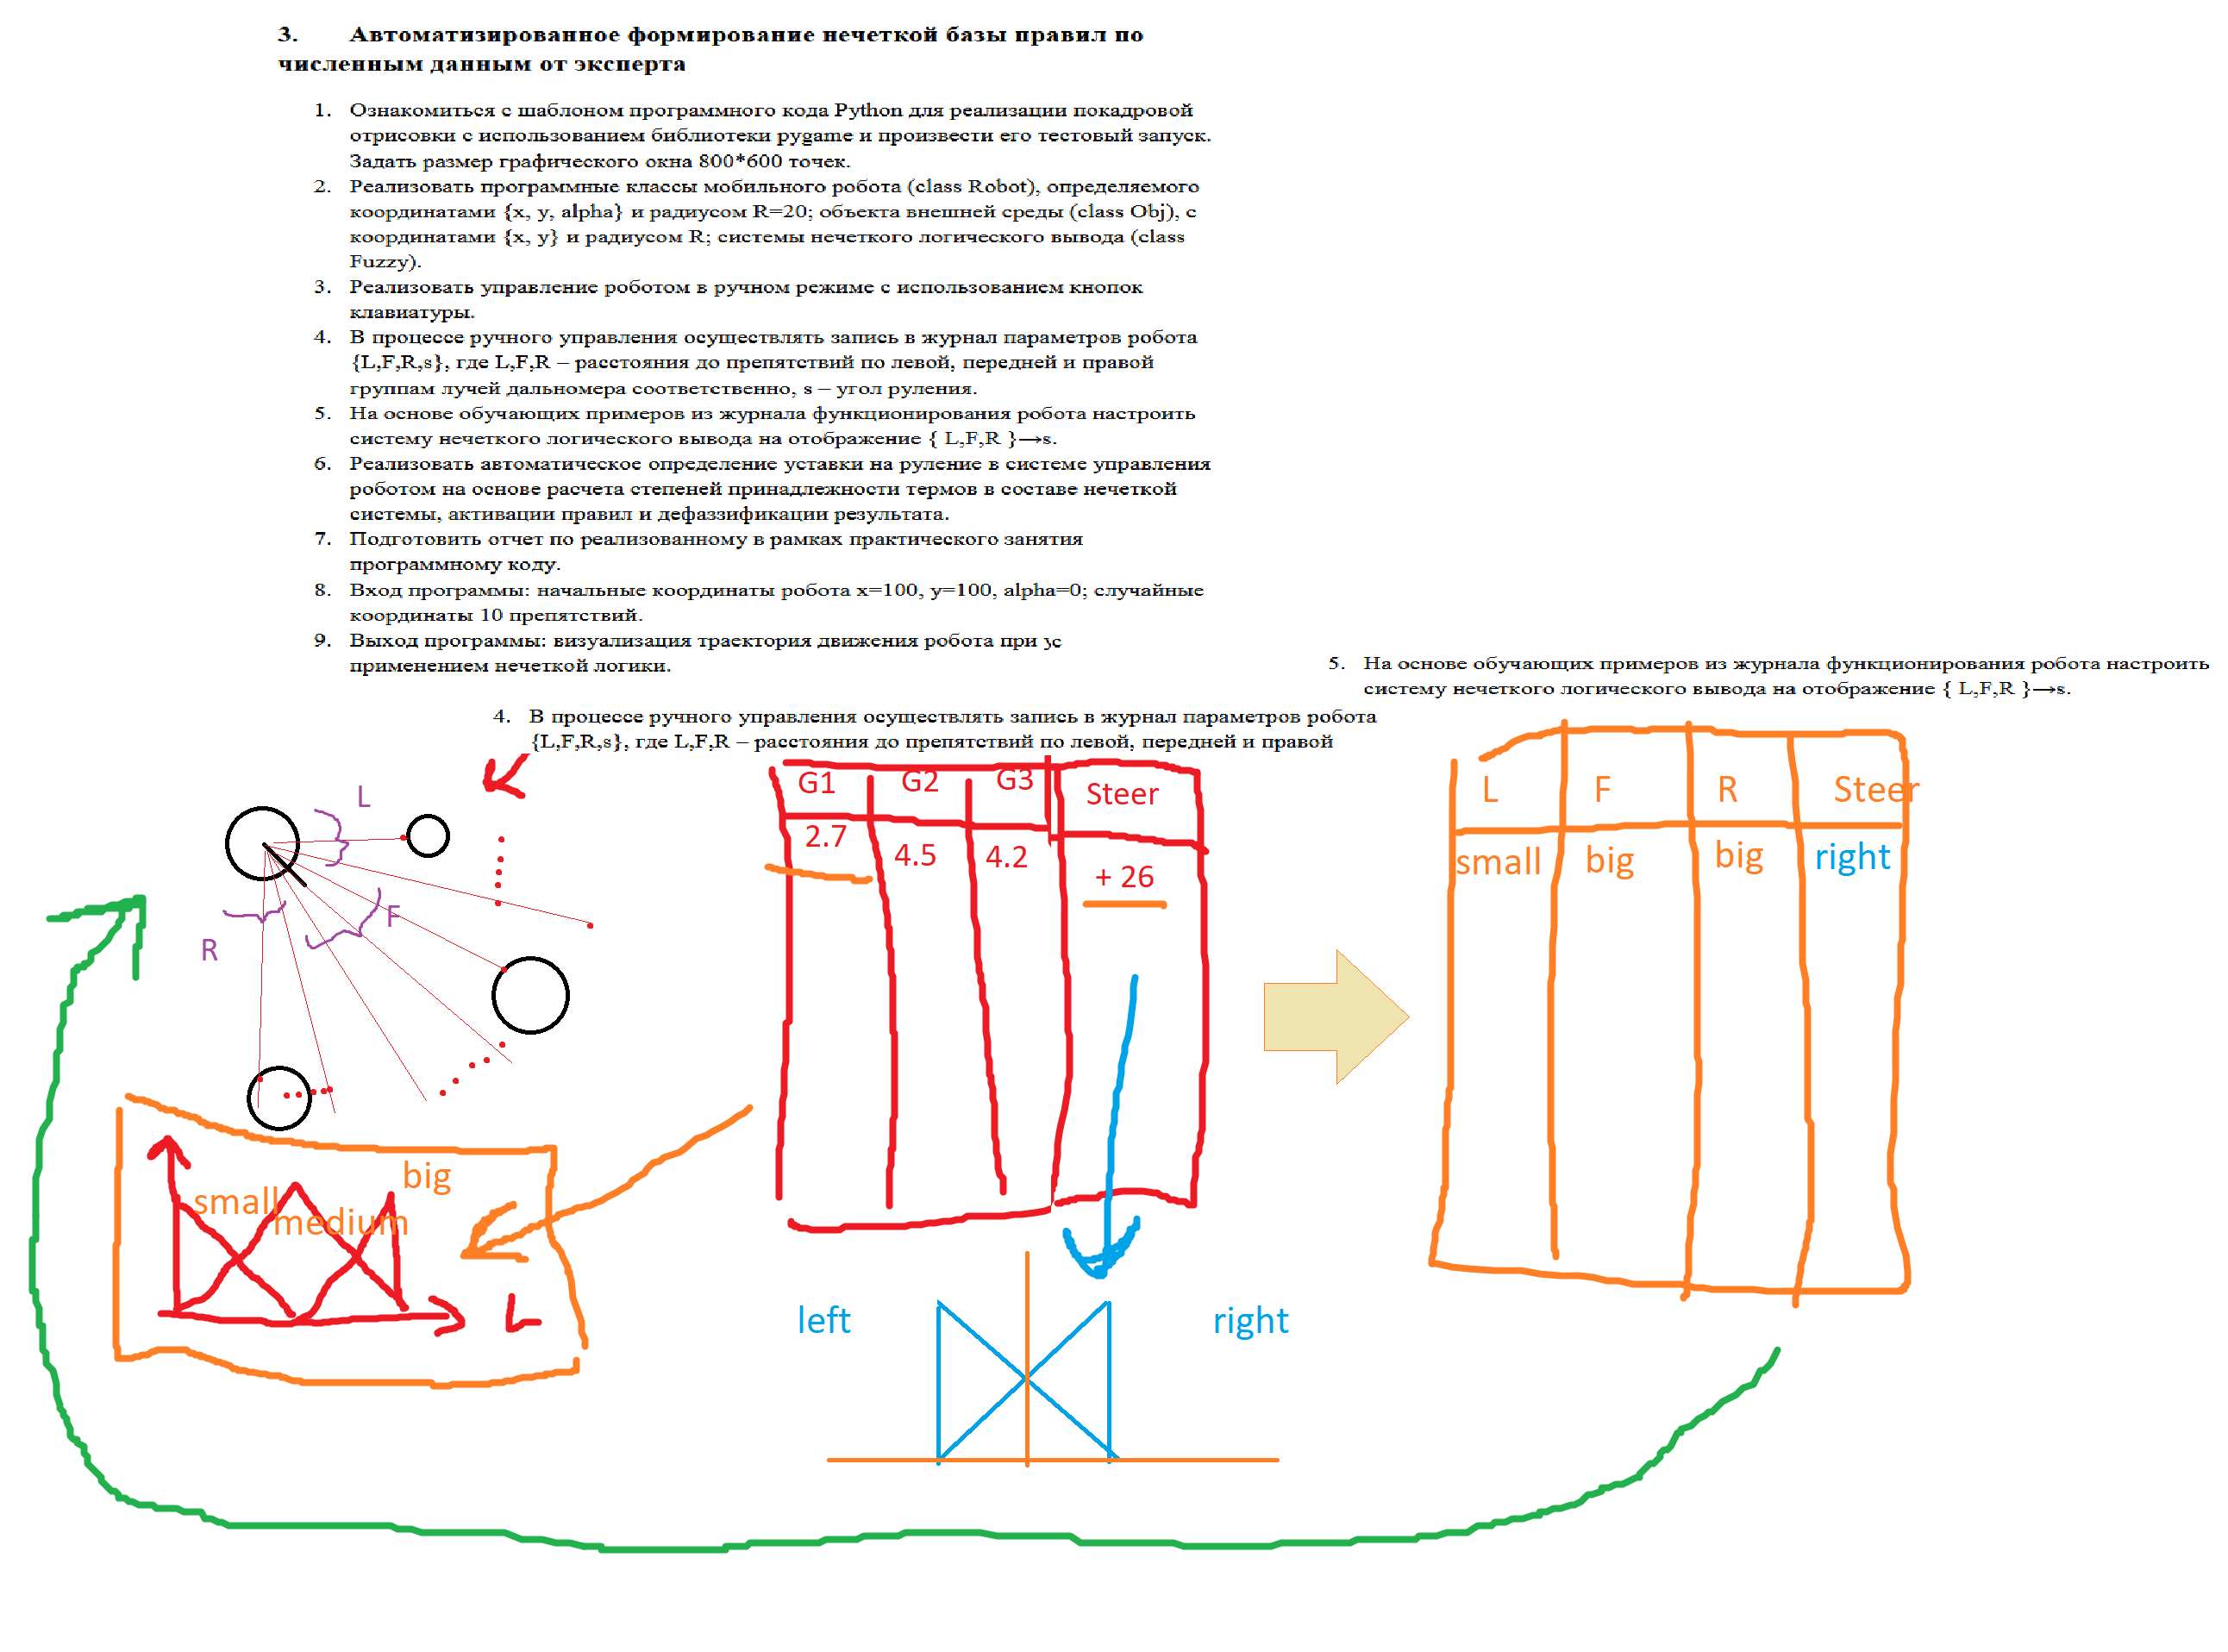 3. Автоматизированное формирование нечеткой базы правил по
численным данным от эксперта
1. Ознакомиться с шаблоном программного кода Python для реализации покадровой
отрисовки с использованием библиотеки pygame и произвести его тестовый запуск.
Задать размер графического окна 800*600 точек.
2. Реализовать программные классы мобильного робота (class Robot), определяемого
координатами {x, y, alpha} и радиусом R=20; объекта внешней среды (class Obj), с
координатами {x, y} и радиусом R; системы нечеткого логического вывода (class
Fuzzy).
3. Реализовать управление роботом в ручном режиме с использованием кнопок
клавиатуры.
4. В процессе ручного управления осуществлять запись в журнал параметров робота
{L,F,R,s}, где L,F,R – расстояния до препятствий по левой, передней и правой
группам лучей дальномера соответственно, s – угол руления.
5. На основе обучающих примеров из журнала функционирования робота настроить
систему нечеткого логического вывода на отображение { L,F,R }→s.
6. Реализовать автоматическое определение уставки на руление в системе управления
роботом на основе расчета степеней принадлежности термов в составе нечеткой
системы, активации правил и дефаззификации результата.
7. Подготовить отчет по реализованному в рамках практического занятия
программному коду.
8. Вход программы: начальные координаты робота x=100, y=100, alpha=0; случайные
координаты 10 препятствий.
9. Выход программы: визуализация траектория движения робота при с
применением нечеткой логики.
5. На основе обучающих примеров из журнала функционирования робота настроить
систему нечеткого логического вывода на отображение { L,F,R }→s.
4. В процессе ручного управления осуществлять запись в журнал параметров робота
{L,F,R,s}, где L,F,R – расстояния до препятствий по левой, передней и правой
L
F
R
G1 G2 G3 Steer
2.7 4.5 4.2 + 26
L F R Steer
small big big right
big
small
medium
L
left right